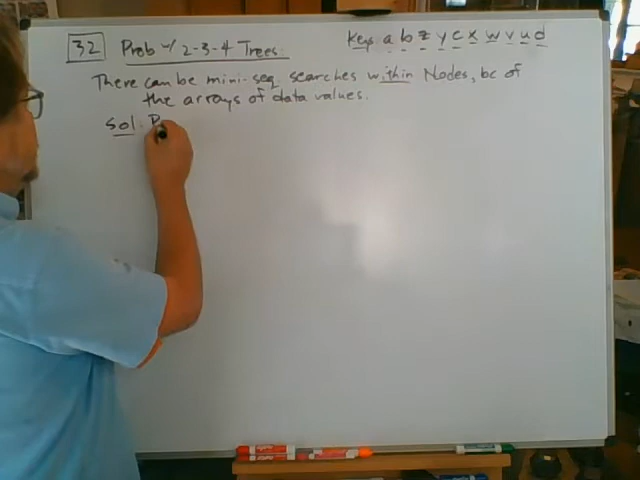 32 Prob w/ 2-3-4 Trees: Keys a b z y c x w v u d
There can be mini-seq searches within Nodes, bc of
the arrays of data values.
Sol: